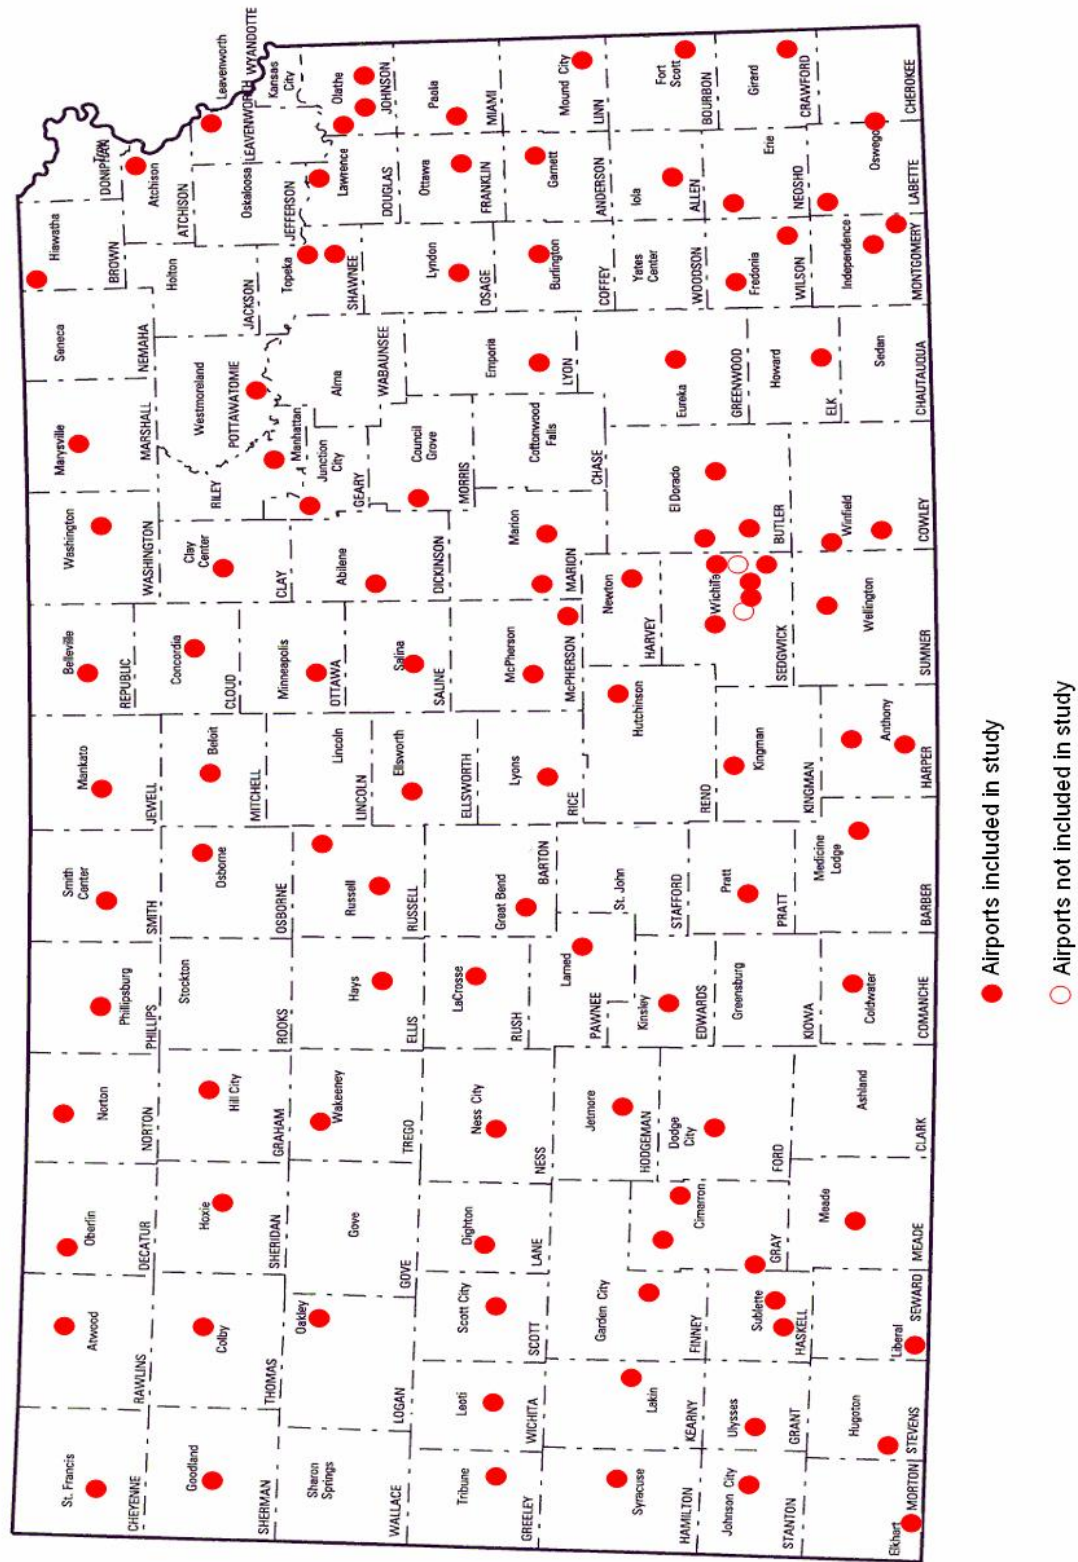 St. Francis
CHEYENNE
Atwood
RAWLINS
Oberlin
DECATUR
Norton
NORTON
Phillipsburg
PHILLIPS
Smith
Center
SMITH
Mankato
JEWELL
Belleville
REPUBLIC
Washington
WASHINGTON
Marysville
MARSHALL
Seneca
NEMAHA
Hiawatha
BROWN
DONIPHAN
Goodland
SHERMAN
Colby
THOMAS
Hoxie
SHERIDAN
Hill City
GRAHAM
Stockton
ROOKS
Osborne
OSBORNE
Beloit
MITCHELL
Concordia
CLOUD
Clay
Center
CLAY
RILEY
Manhattan
Westmoreland
POTTAWATOMIE
Holton
JACKSON
Atchison
ATCHISON
Oskaloosa
JEFFERSON
Leavenworth
LEAVENWORTH
WYANDOTTE
Kansas
City
Sharon
Springs
WALLACE
Oakley
LOGAN
Gove
GOVE
Wakeeney
TREGO
Hays
ELLIS
Russell
RUSSELL
Lincoln
LINCOLN
Minneapolis
OTTAWA
Ellsworth
ELLSWORTH
Salina
SALINE
Abilene
DICKINSON
Junction
City
GEARY
Alma
WABAUNSEE
Topeka
SHAWNEE
Lawrence
DOUGLAS
Olathe
JOHNSON
Tribune
GREELEY
Leoti
WICHITA
Scott City
SCOTT
Dighton
LANE
Ness City
NESS
LaCrosse
RUSH
Great Bend
BARTON
Lyons
RICE
McPherson
McPHERSON
Marion
MARION
Council
Grove
MORRIS
Cottonwood
Falls
CHASE
Emporia
LYON
Lyndon
OSAGE
Ottawa
FRANKLIN
Paola
MIAMI
Syracuse
HAMILTON
Lakin
KEARNY
Garden City
FINNEY
Jetmore
HODGEMAN
Larned
PAWNEE
Kinsley
EDWARDS
St. John
STAFFORD
Hutchinson
RENO
Newton
HARVEY
El Dorado
BUTLER
Eureka
GREENWOOD
Burlington
COFFEY
Yates
Center
WOODSON
Garnett
ANDERSON
Iola
ALLEN
Mound City
LINN
Fort
Scott
BOURBON
Johnson City
STANTON
Ulysses
GRANT
Sublette
HASKELL
Cimarron
GRAY
Dodge
City
FORD
Greensburg
KIOWA
Pratt
PRATT
Kingman
KINGMAN
Wichita
SEDGWICK
Howard
ELK
Fredonia
WILSON
Erie
NEOSHO
Girard
CRAWFORD
Elkhart
MORTON
Hugoton
STEVENS
Liberal
SEWARD
Meade
MEADE
Ashland
CLARK
Coldwater
COMANCHE
Medicine
Lodge
BARBER
Anthony
HARPER
Wellington
SUMNER
Winfield
COWLEY
Sedan
CHAUTAUQUA
Independence
MONTGOMERY
Oswego
LABETTE
CHEROKEE
Airports included in study
Airports not included in study